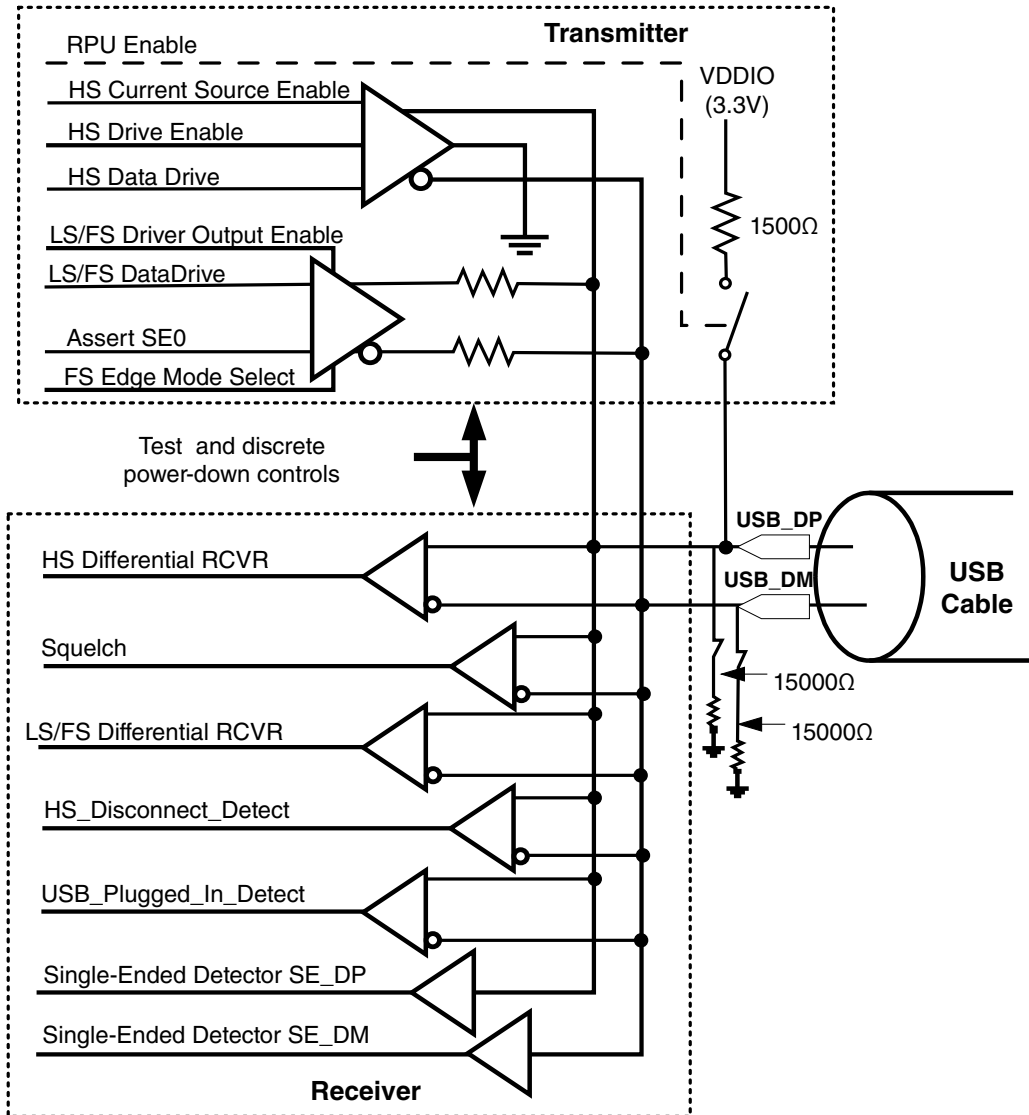 Transmitter
RPU Enable
VDDIO
(3.3V)
HS Current Source Enable
HS Drive Enable
HS Data Drive
1500Ω
LS/FS Driver Output Enable
LS/FS DataDrive
Assert SE0
FS Edge Mode Select
Test and discrete
power-down controls
USB_DP
HS Differential RCVR
USB_DM
USB
Cable
Squelch
15000Ω
15000Ω
LS/FS Differential RCVR
HS_Disconnect_Detect
USB_Plugged_In_Detect
Single-Ended Detector SE_DP
Single-Ended Detector SE_DM
Receiver